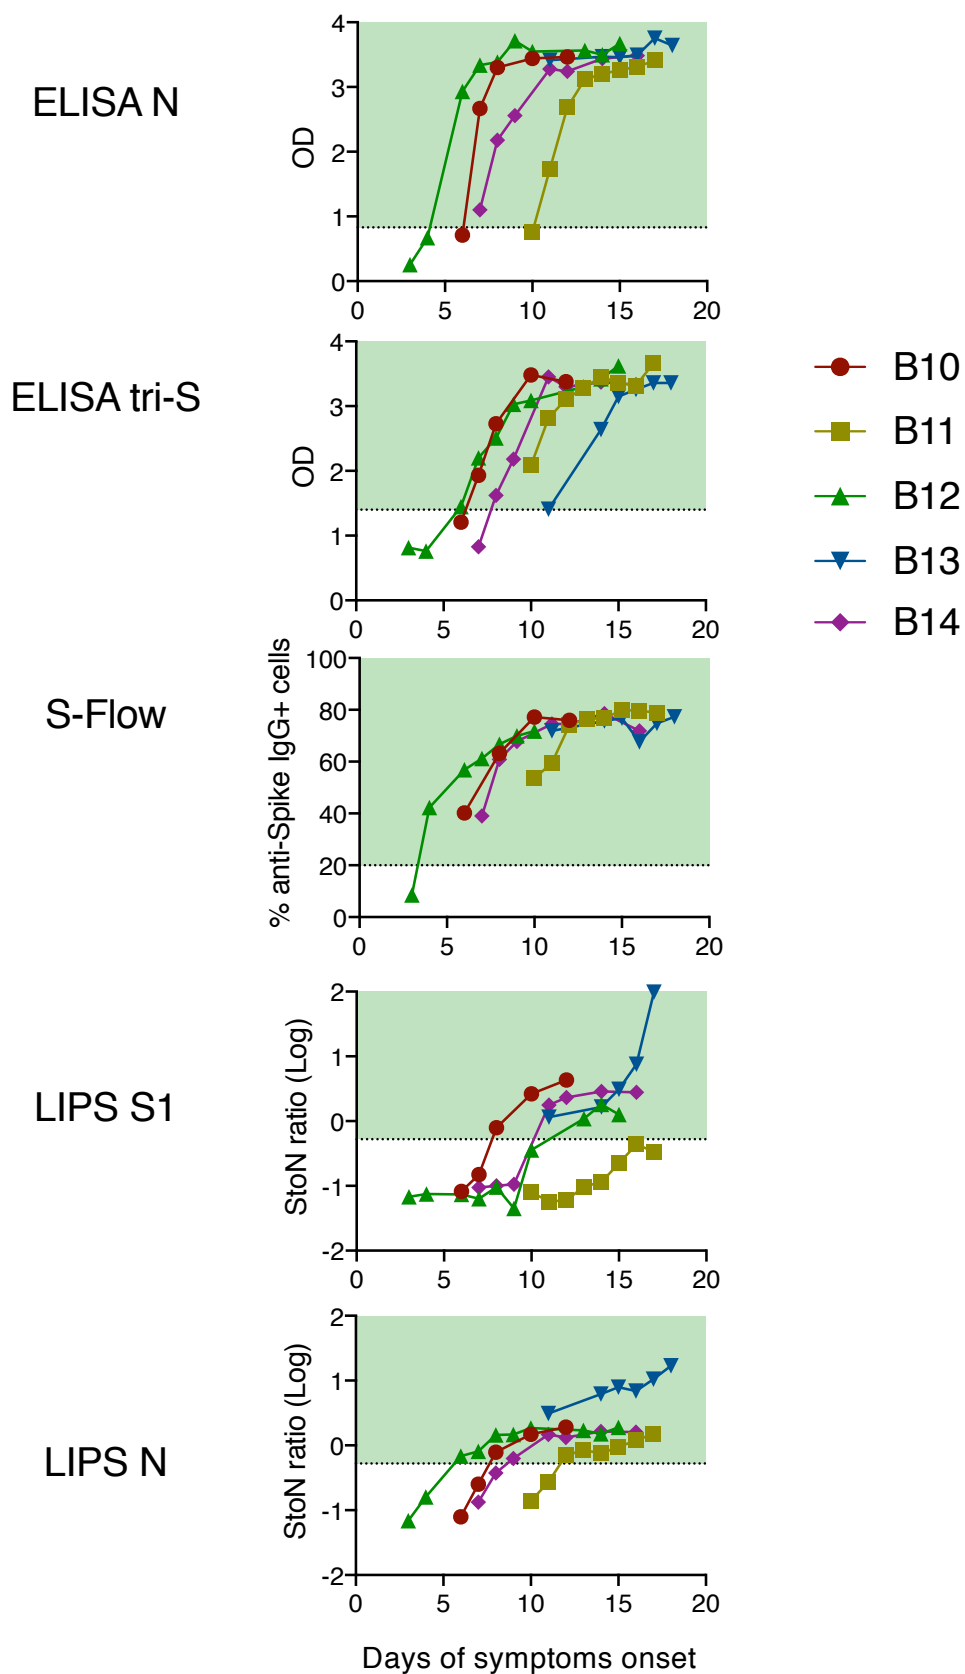 ELISA N
OD
4
3
2
1
0
0 5 10 15 20
ELISA tri-S
OD
4
3
2
1
0
0 5 10 15 20
B10
B11
B12
B13
B14
S-Flow
% anti-Spike IgG+ cells
100
80
60
40
20
0
0 5 10 15 20
LIPS S1
StoN ratio (Log)
2
1
0
-1
-2
0 5 10 15 20
LIPS N
StoN ratio (Log)
2
1
0
-1
-2
0 5 10 15 20
Days of symptoms onset